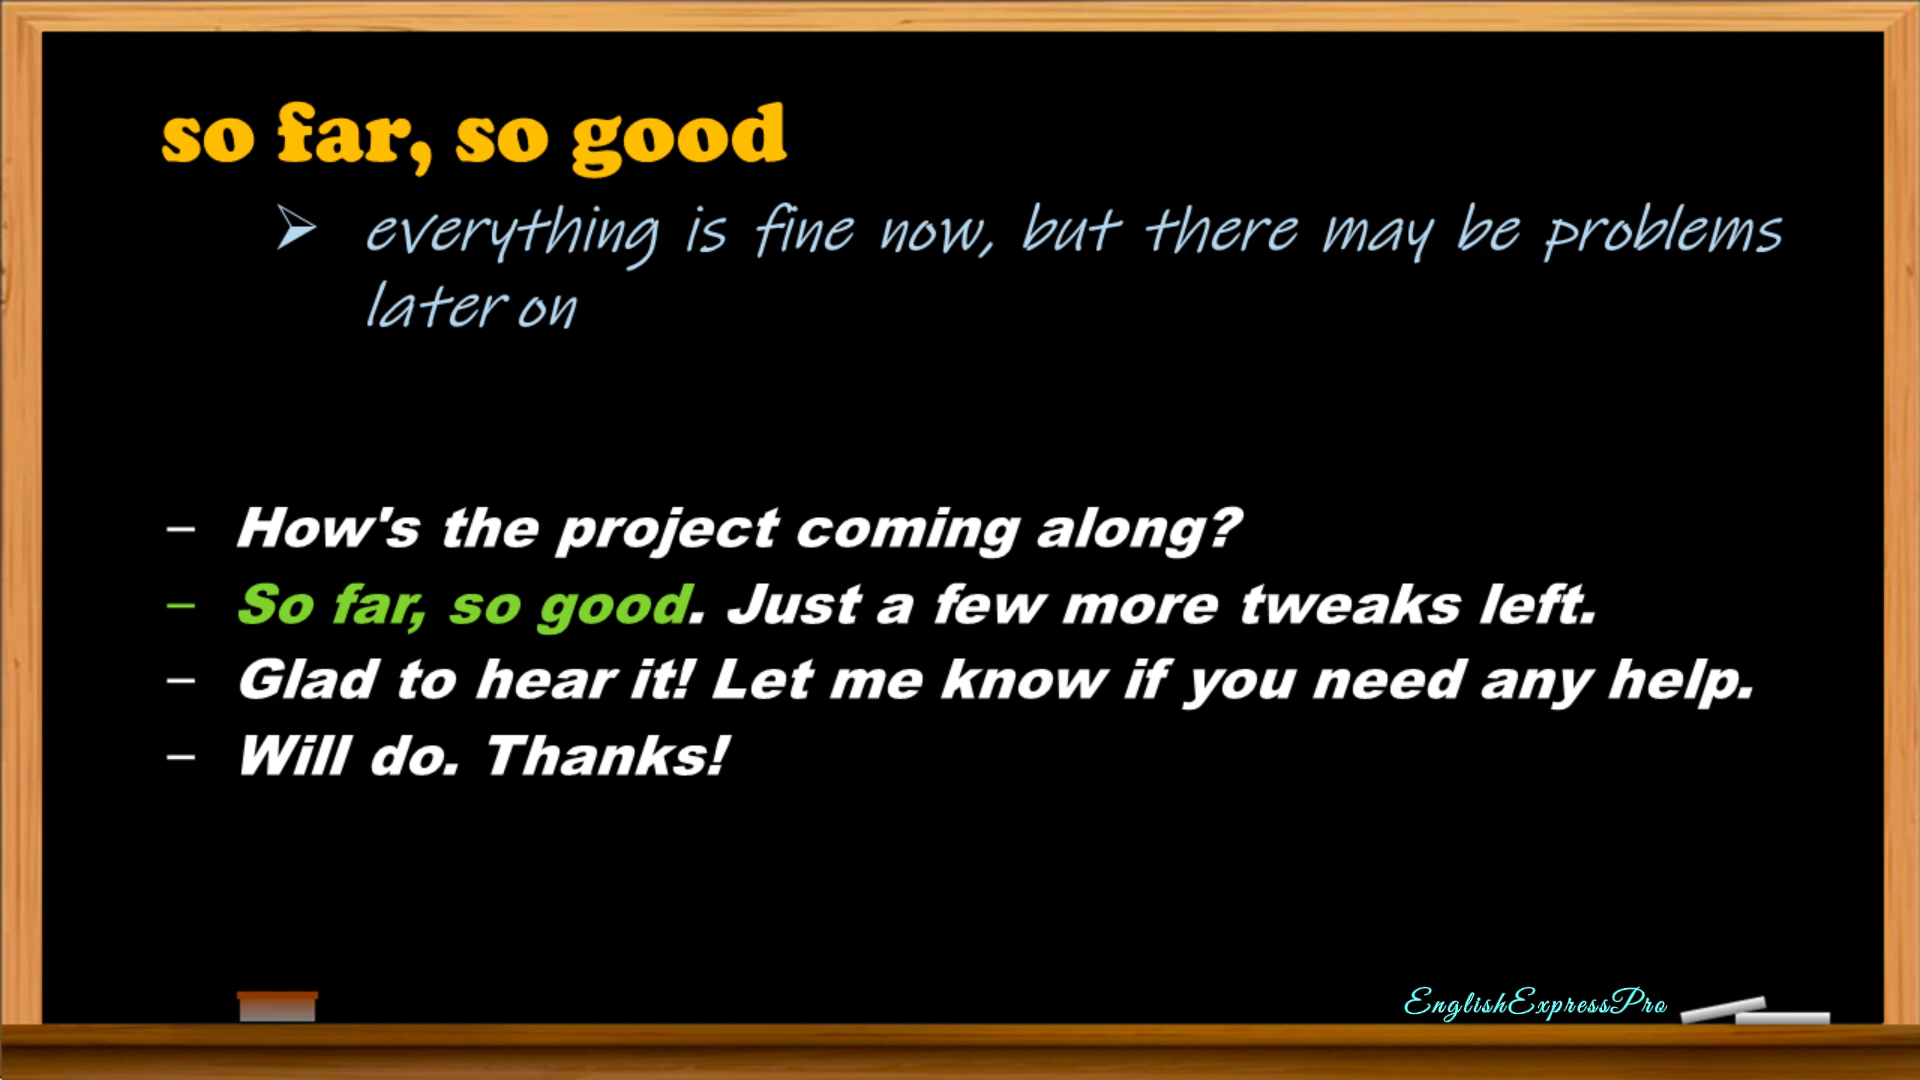 so far, so good
➢ everything is fine now, but there may be problems
later on
– How's the project coming along?
– So far, so good. Just a few more tweaks left.
– Glad to hear it! Let me know if you need any help.
– Will do. Thanks!
EnglishExpressPro